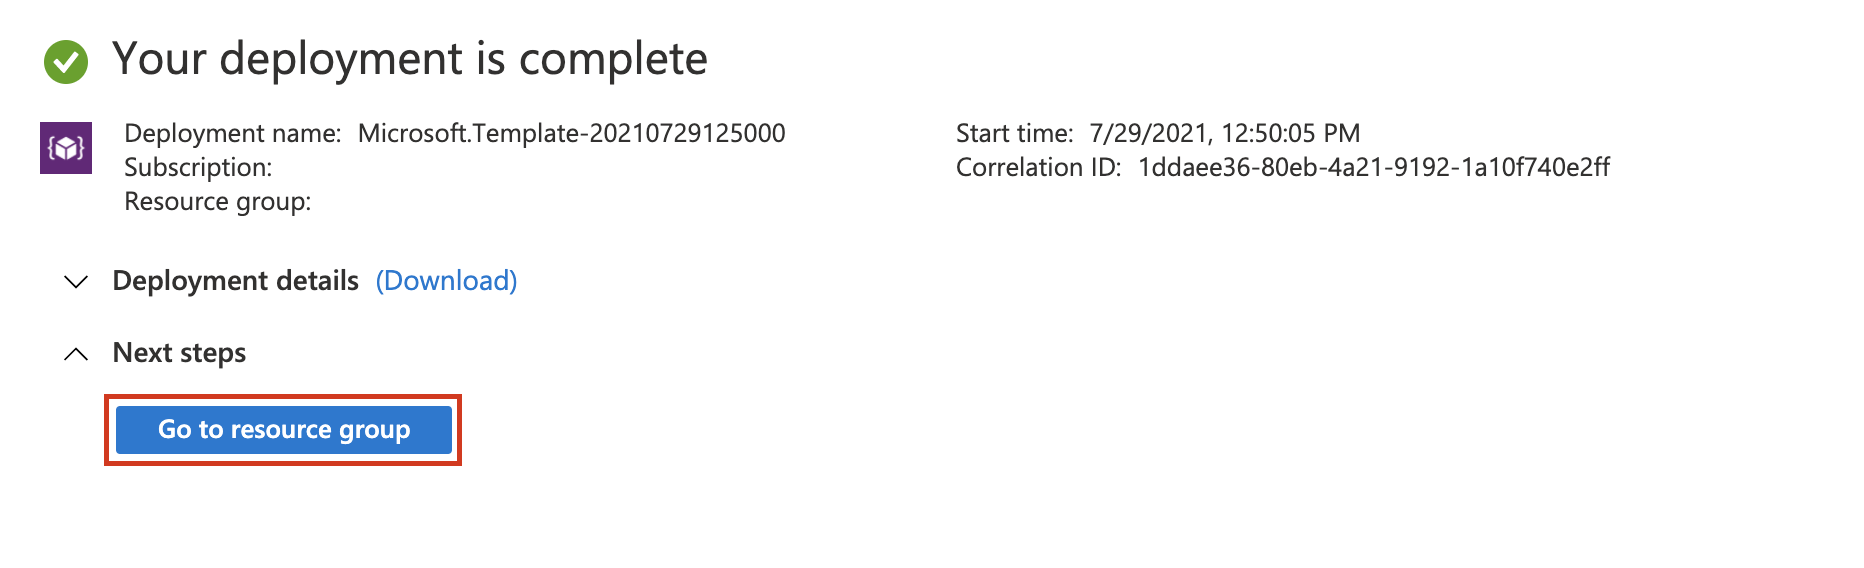 Your deployment is complete
Deployment name: Microsoft.Template-20210729125000
Subscription:
Resource group:
Start time: 7/29/2021, 12:50:05 PM
Correlation ID: 1ddaee36-80eb-4a21-9192-1a10f740e2ff
Deployment details (Download)
Next steps
Go to resource group